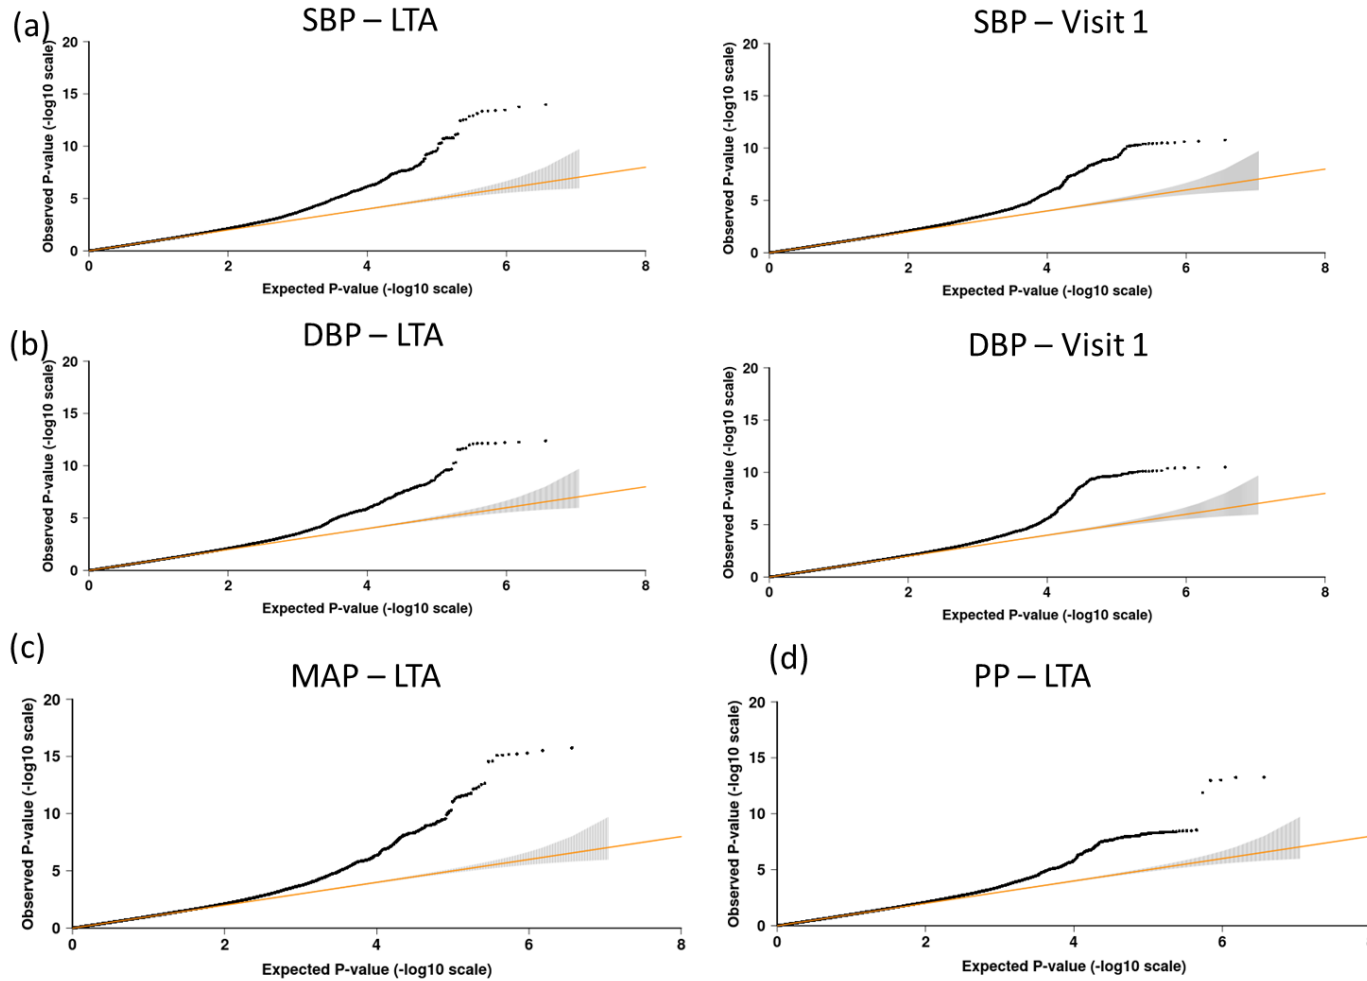 (a)
SBP – LTA
Observed P-value (-log10 scale)
20
15
10
5
0
0 2 4 6 8
Expected P-value (-log10 scale)
SBP – Visit 1
Observed P-value (-log10 scale)
20
15
10
5
0
0 2 4 6 8
Expected P-value (-log10 scale)
(b)
DBP – LTA
Observed P-value (-log10 scale)
20
15
10
5
0
0 2 4 6 8
Expected P-value (-log10 scale)
DBP – Visit 1
Observed P-value (-log10 scale)
20
15
10
5
0
0 2 4 6 8
Expected P-value (-log10 scale)
(c)
MAP – LTA
Observed P-value (-log10 scale)
20
15
10
5
0
0 2 4 6 8
Expected P-value (-log10 scale)
(d)
PP – LTA
Observed P-value (-log10 scale)
20
15
10
5
0
0 2 4 6
Expected P-value (-log10 scale)